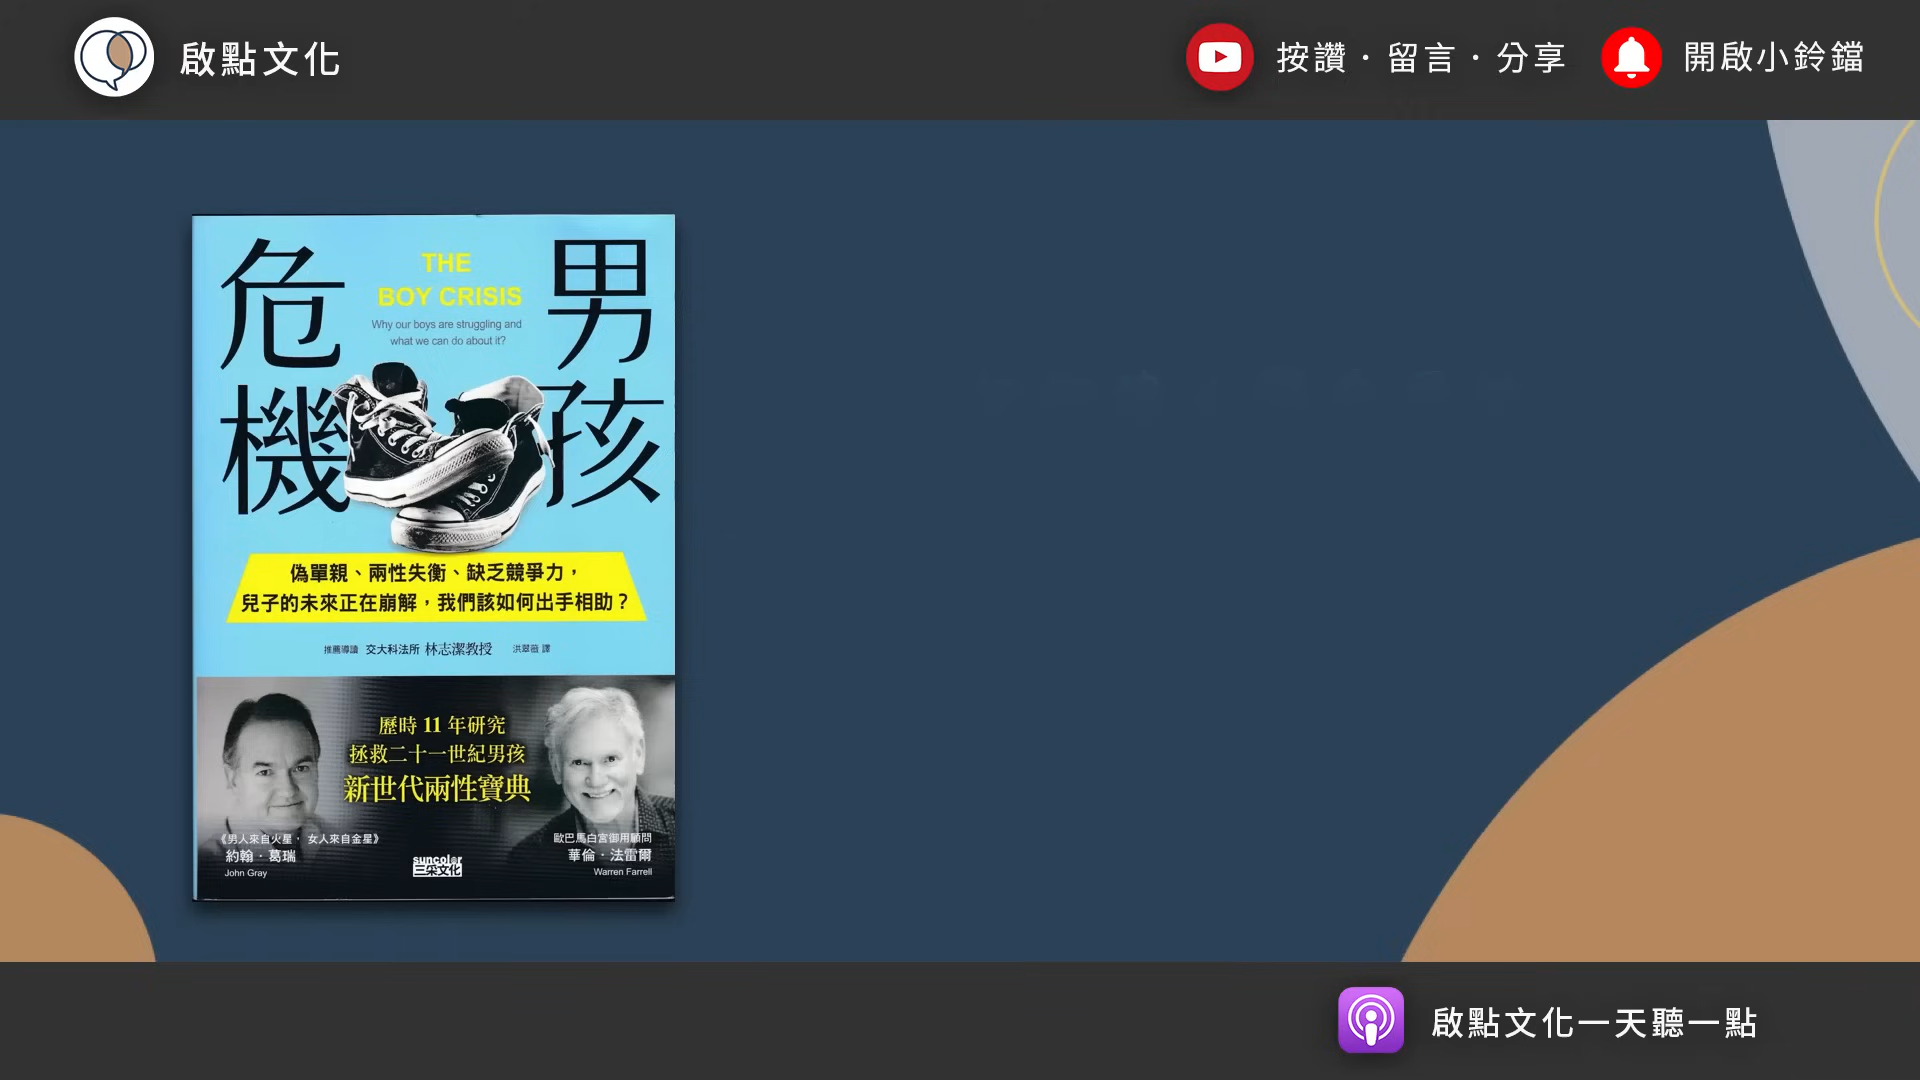 啟點文化
按讚·留言·分享
開啟小鈴鐺
男孩
危機
THE
BOY CRISIS
Why our boys are struggling and
what we can do about it?
偽單親、兩性失衡、缺乏競爭力，
兒子的未來正在崩解，我們該如何出手相助？
推薦導讀 交大科法所 林志潔教授 洪翠薇 譯
歷時 11 年研究
拯救二十一世紀男孩
新世代兩性寶典
《男人來自火星·女人來自金星》
約翰·葛瑞
John Gray
歐巴馬白宮御用顧問
華倫·法雷爾
Warren Farrell
suncolor
三采文化
啟點文化一天聽一點